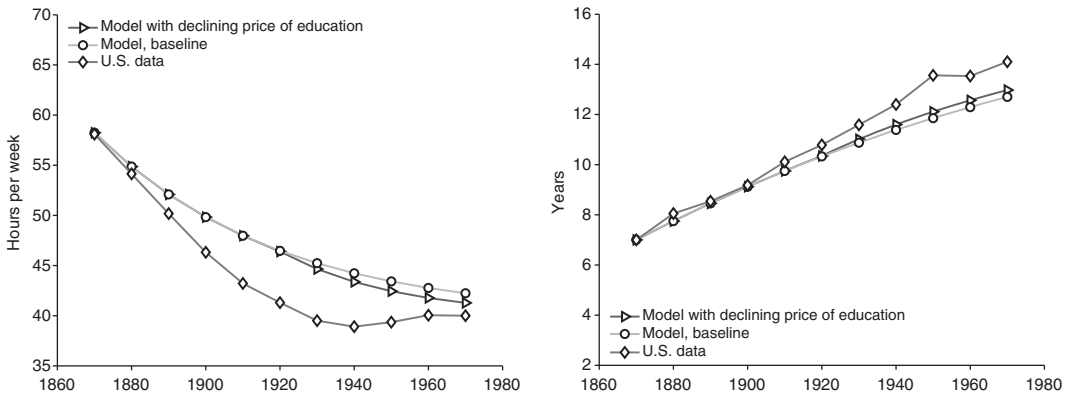 70
65
60
55
50
45
40
35
Hours per week
Model with declining price of education
Model, baseline
U.S. data
1860 1880 1900 1920 1940 1960 1980
16
14
12
10
8
6
4
2
Years
Model with declining price of education
Model, baseline
U.S. data
1860 1880 1900 1920 1940 1960 1980